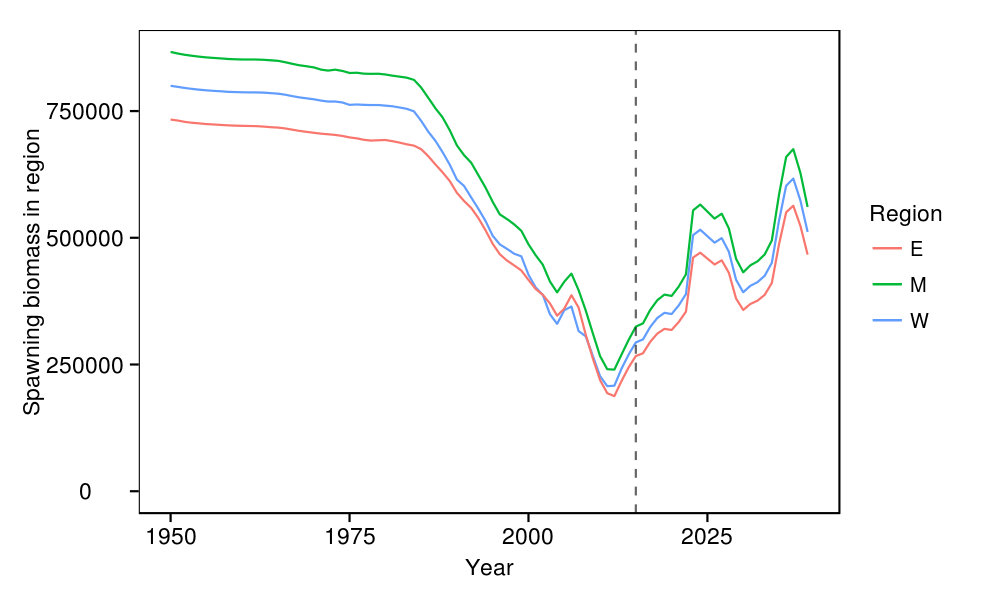 Spawning biomass in region
750000
500000
250000
0
1950 1975 2000 2025
Year
Region
E
M
W